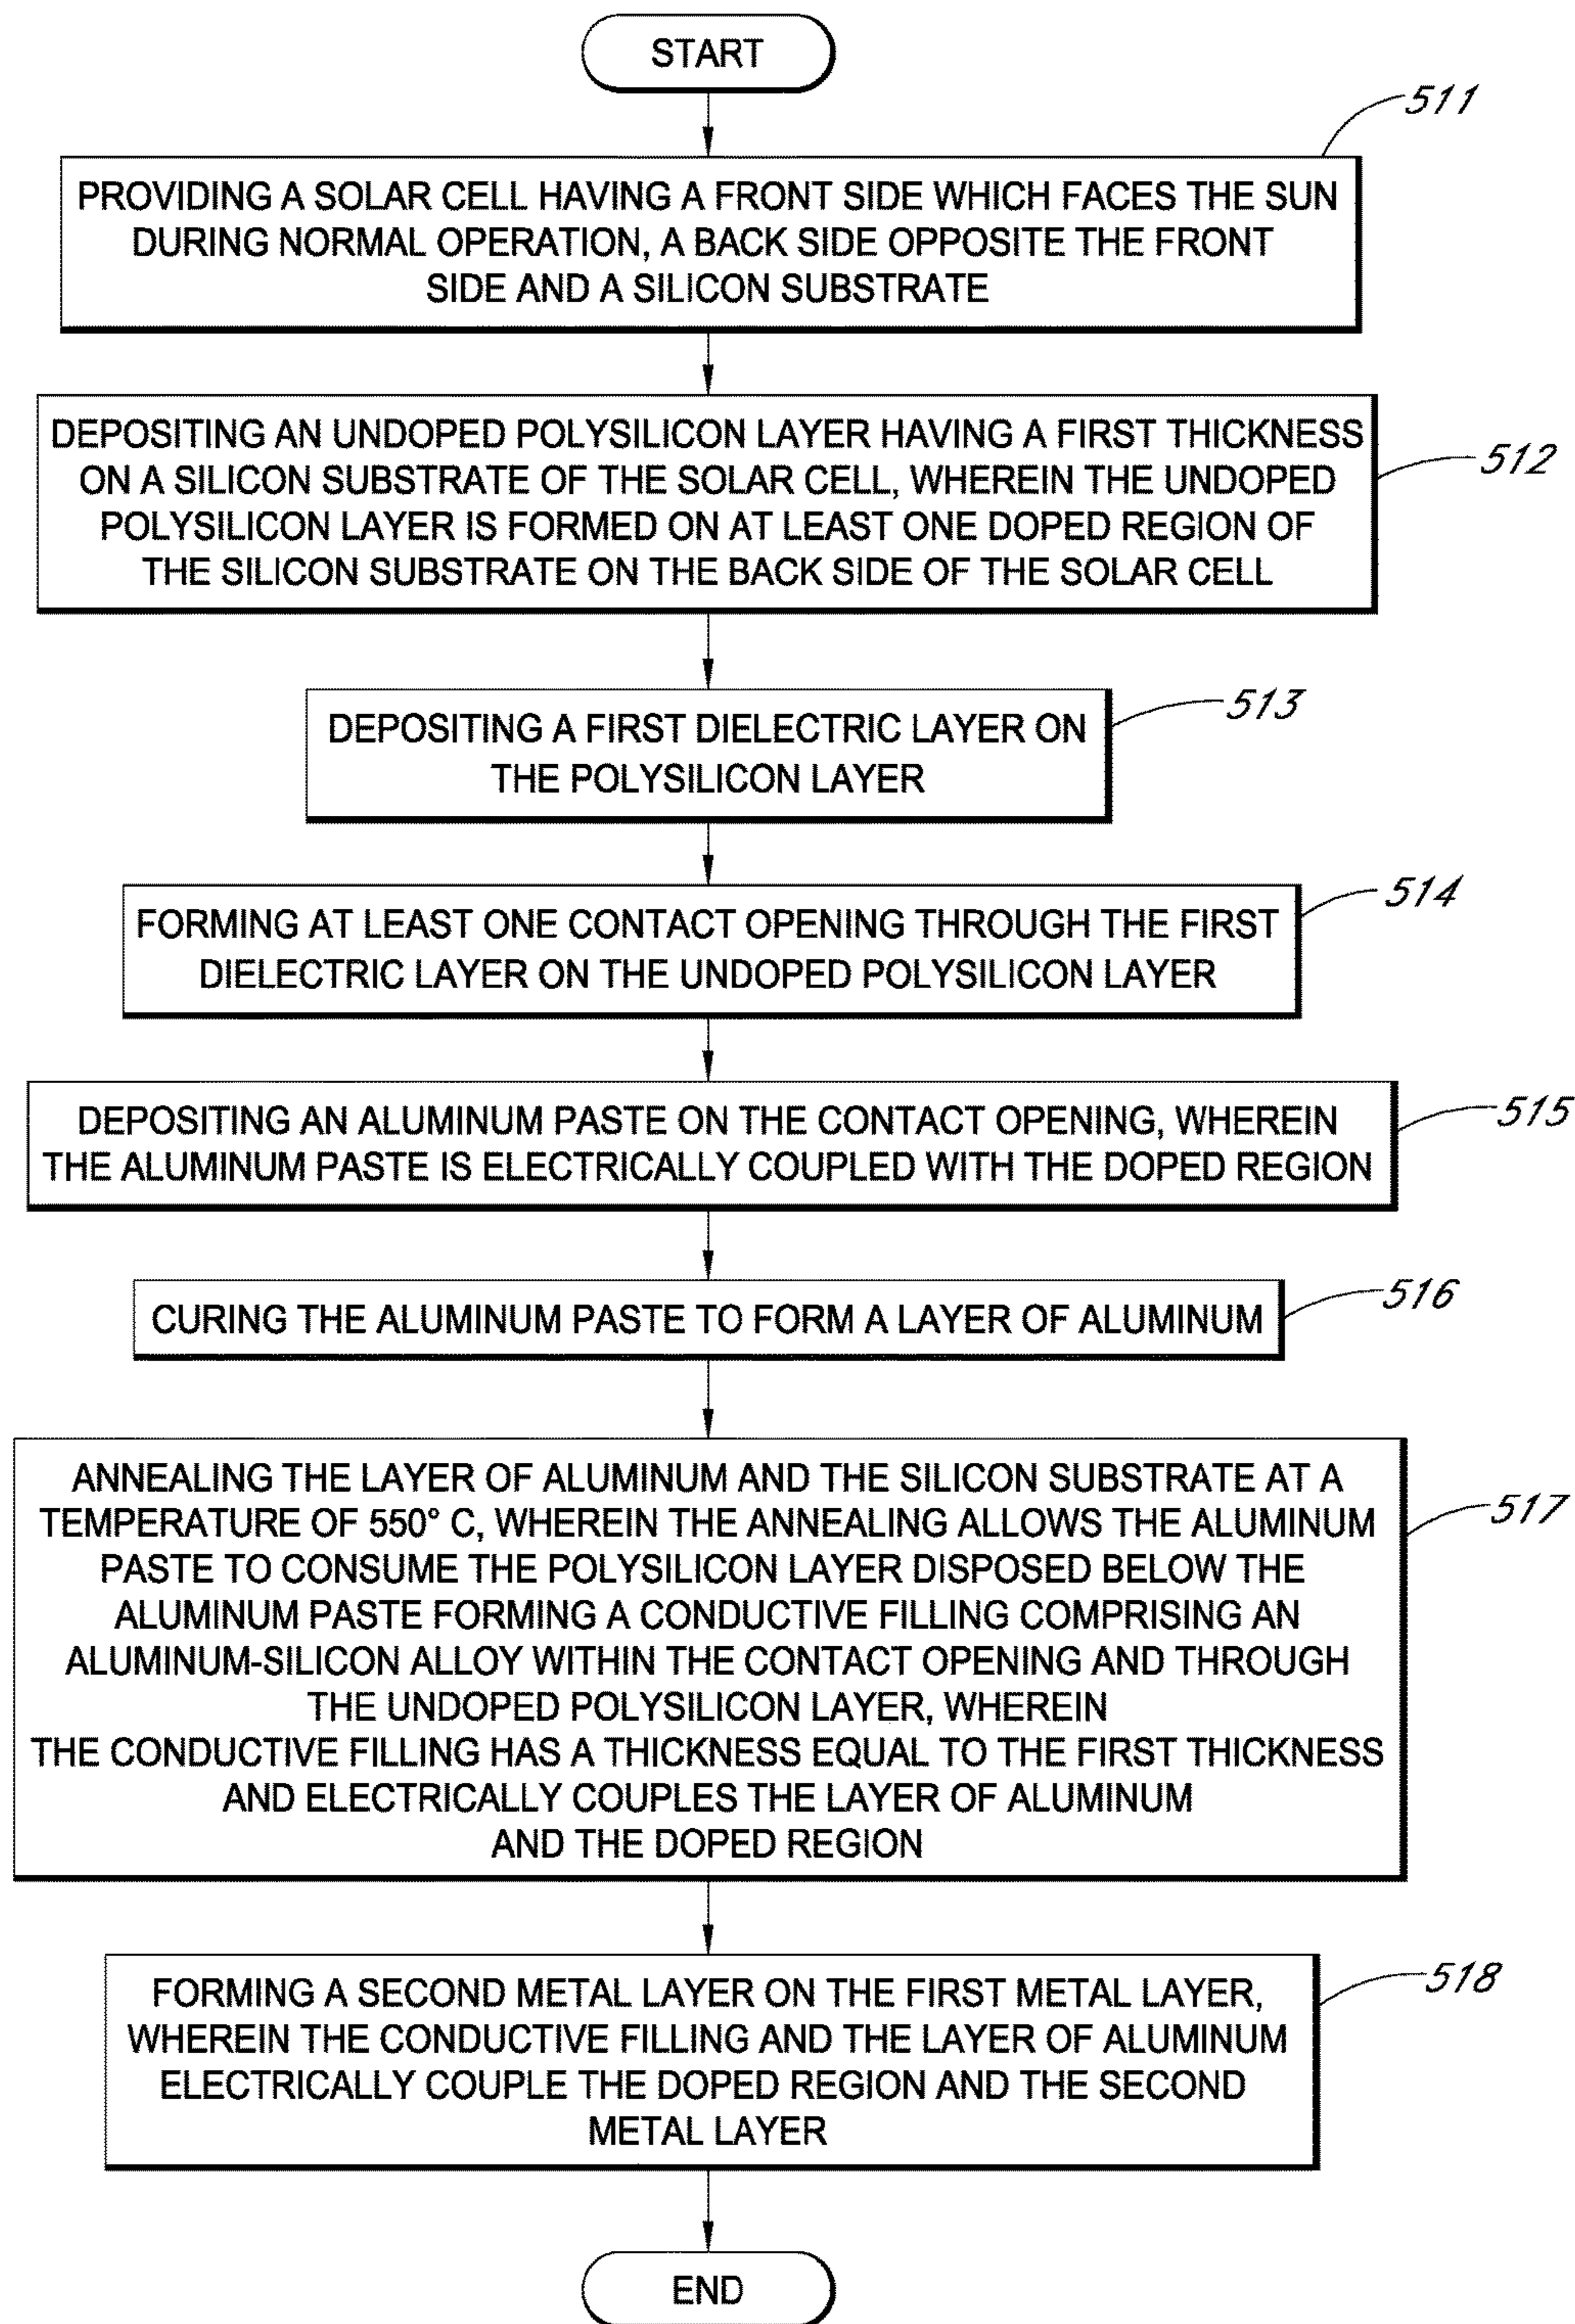 START
511
PROVIDING A SOLAR CELL HAVING A FRONT SIDE WHICH FACES THE SUN
DURING NORMAL OPERATION, A BACK SIDE OPPOSITE THE FRONT
SIDE AND A SILICON SUBSTRATE
DEPOSITING AN UNDOPED POLYSILICON LAYER HAVING A FIRST THICKNESS
ON A SILICON SUBSTRATE OF THE SOLAR CELL, WHEREIN THE UNDOPED
POLYSILICON LAYER IS FORMED ON AT LEAST ONE DOPED REGION OF
THE SILICON SUBSTRATE ON THE BACK SIDE OF THE SOLAR CELL
512
DEPOSITING A FIRST DIELECTRIC LAYER ON
THE POLYSILICON LAYER
513
FORMING AT LEAST ONE CONTACT OPENING THROUGH THE FIRST
DIELECTRIC LAYER ON THE UNDOPED POLYSILICON LAYER
514
DEPOSITING AN ALUMINUM PASTE ON THE CONTACT OPENING, WHEREIN
THE ALUMINUM PASTE IS ELECTRICALLY COUPLED WITH THE DOPED REGION
515
CURING THE ALUMINUM PASTE TO FORM A LAYER OF ALUMINUM
516
ANNEALING THE LAYER OF ALUMINUM AND THE SILICON SUBSTRATE AT A
TEMPERATURE OF 550° C, WHEREIN THE ANNEALING ALLOWS THE ALUMINUM
PASTE TO CONSUME THE POLYSILICON LAYER DISPOSED BELOW THE
ALUMINUM PASTE FORMING A CONDUCTIVE FILLING COMPRISING AN
ALUMINUM-SILICON ALLOY WITHIN THE CONTACT OPENING AND THROUGH
THE UNDOPED POLYSILICON LAYER, WHEREIN
THE CONDUCTIVE FILLING HAS A THICKNESS EQUAL TO THE FIRST THICKNESS
AND ELECTRICALLY COUPLES THE LAYER OF ALUMINUM
AND THE DOPED REGION
517
FORMING A SECOND METAL LAYER ON THE FIRST METAL LAYER,
WHEREIN THE CONDUCTIVE FILLING AND THE LAYER OF ALUMINUM
ELECTRICALLY COUPLE THE DOPED REGION AND THE SECOND
METAL LAYER
518
END